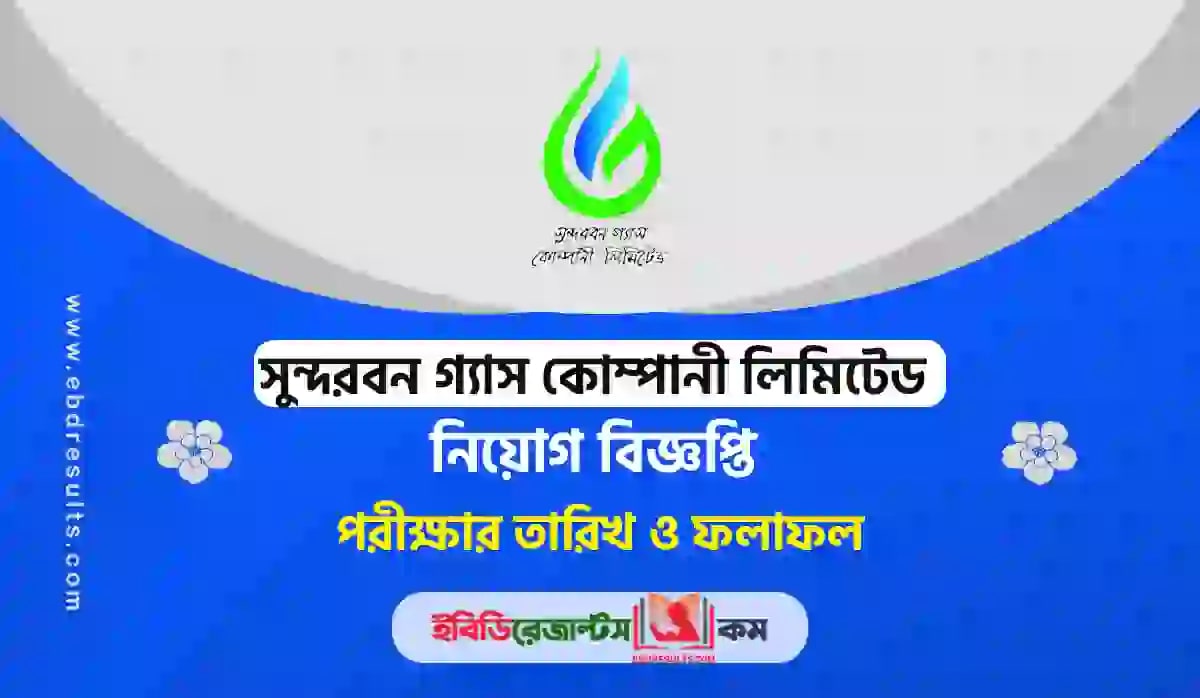 সুন্দরবন গ্যাস
কোম্পানী লিমিটেড
সুন্দরবন গ্যাস কোম্পানী লিমিটেড
নিয়োগ বিজ্ঞপ্তি
পরীক্ষার তারিখ ও ফলাফল
www.ebdresults.com
ইবিডিরেজাল্টস কম